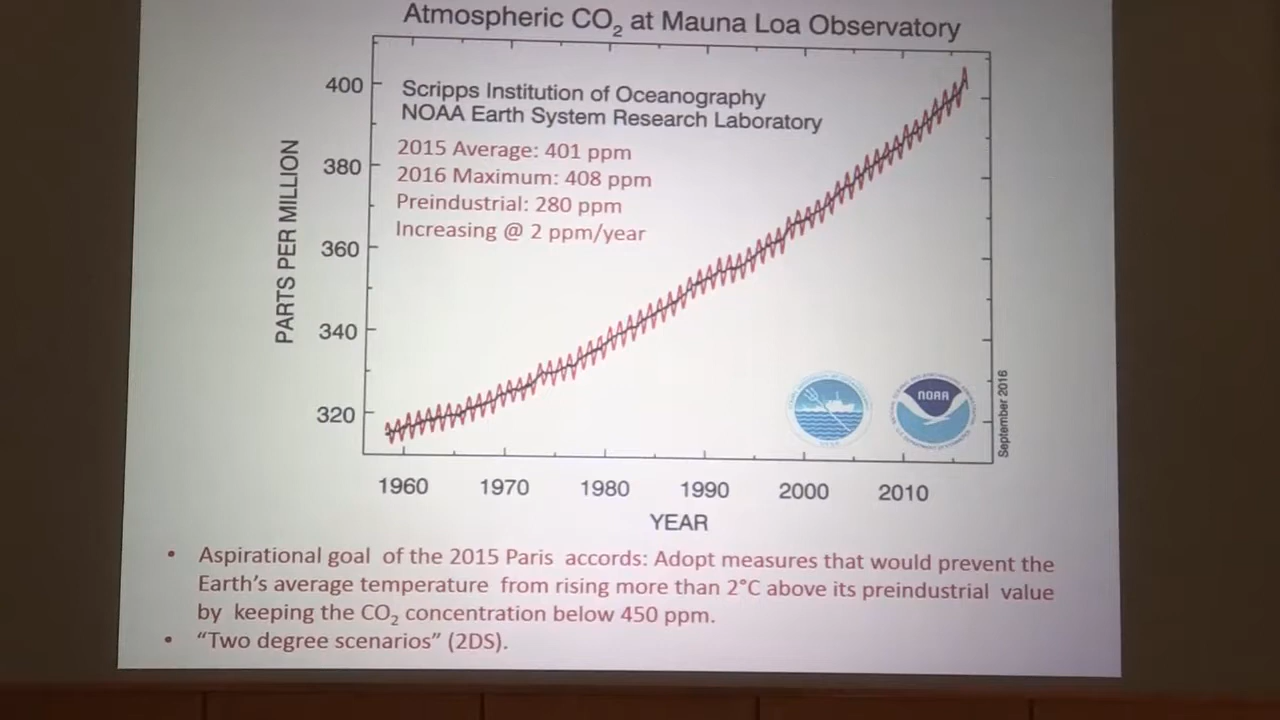 Atmospheric CO₂ at Mauna Loa Observatory
Scripps Institution of Oceanography
NOAA Earth System Research Laboratory
2015 Average: 401 ppm
2016 Maximum: 408 ppm
Preindustrial: 280 ppm
Increasing @ 2 ppm/year
PARTS PER MILLION
400
380
360
340
320
NOAA
September 2016
1960 1970 1980 1990 2000 2010
YEAR
• Aspirational goal of the 2015 Paris accords: Adopt measures that would prevent the
Earth's average temperature from rising more than 2°C above its preindustrial value
by keeping the CO₂ concentration below 450 ppm.
• “Two degree scenarios” (2DS).